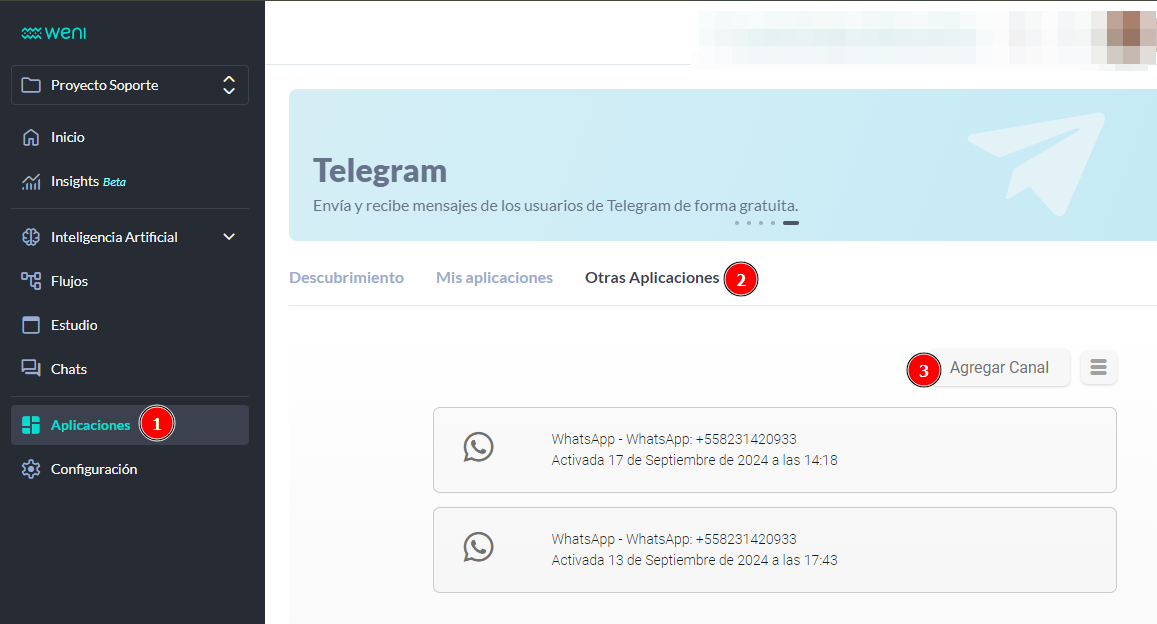 weni
Proyecto Soporte
Inicio
Insights Beta
Inteligencia Artificial
Flujos
Estudio
Chats
Aplicaciones 1
Configuración
Telegram
Envía y recibe mensajes de los usuarios de Telegram de forma gratuita.
Descubrimiento Mis aplicaciones Otras Aplicaciones 2
3 Agregar Canal
WhatsApp - WhatsApp: +558231420933
Activada 17 de Septiembre de 2024 a las 14:18
WhatsApp - WhatsApp: +558231420933
Activada 13 de Septiembre de 2024 a las 17:43